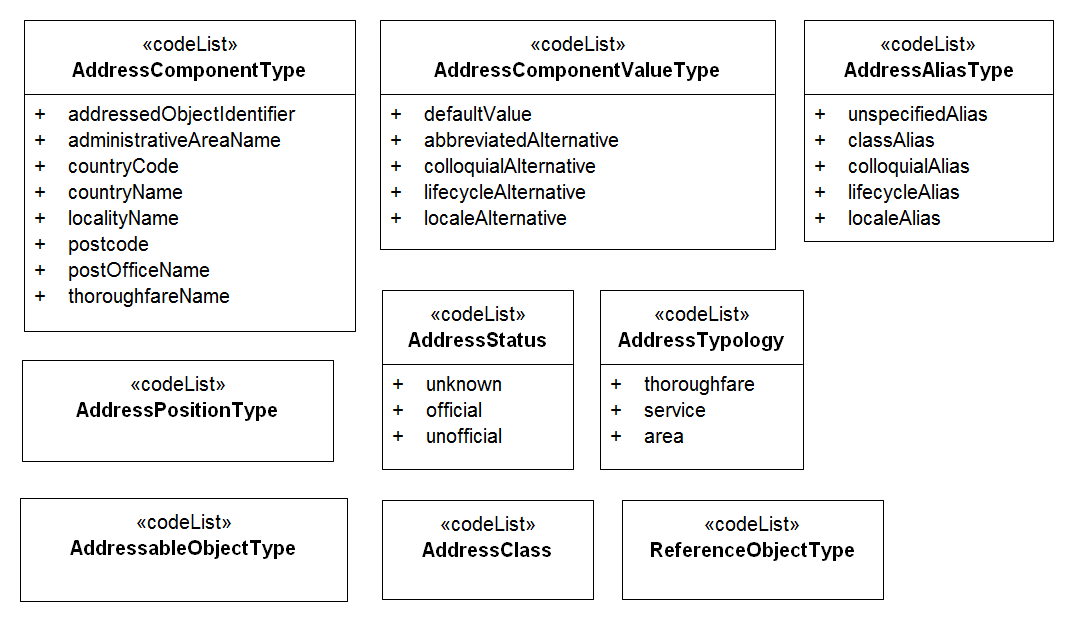 «codeList»
AddressComponentType
+ addressedObjectIdentifier
+ administrativeAreaName
+ countryCode
+ countryName
+ localityName
+ postcode
+ postOfficeName
+ thoroughfareName
«codeList»
AddressComponentValueType
+ defaultValue
+ abbreviatedAlternative
+ colloquialAlternative
+ lifecycleAlternative
+ localeAlternative
«codeList»
AddressAliasType
+ unspecifiedAlias
+ classAlias
+ colloquialAlias
+ lifecycleAlias
+ localeAlias
«codeList»
AddressPositionType
«codeList»
AddressStatus
+ unknown
+ official
+ unofficial
«codeList»
AddressTypology
+ thoroughfare
+ service
+ area
«codeList»
AddressableObjectType
«codeList»
AddressClass
«codeList»
ReferenceObjectType